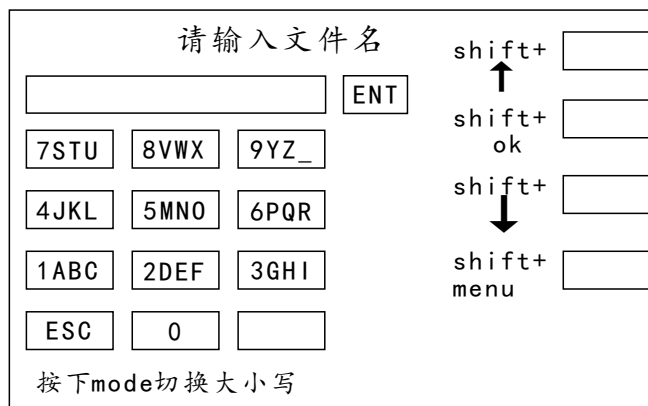 请输入文件名
ENT
7STU 8VWX 9YZ_
4JKL 5MNO 6PQR
1ABC 2DEF 3GHI
ESC 0
按下mode切换大小写
shift+
shift+
ok
shift+
shift+
menu